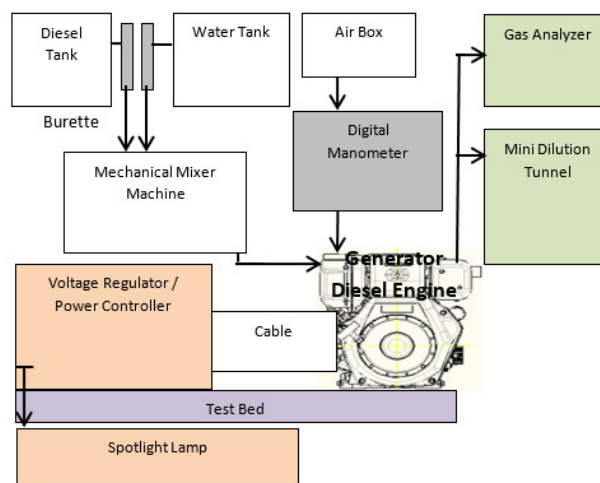 Diesel
Tank
Water Tank
Air Box
Gas Analyzer
Burette
Digital
Manometer
Mini Dilution
Tunnel
Mechanical Mixer
Machine
Generator
Diesel Engine
Voltage Regulator /
Power Controller
Cable
Test Bed
Spotlight Lamp